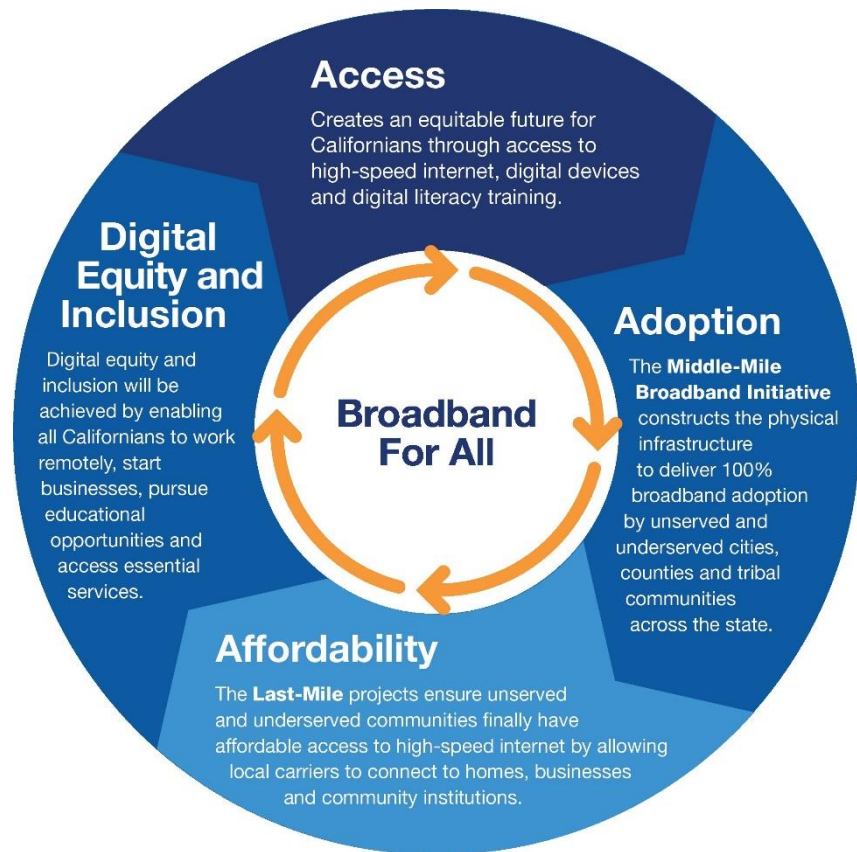 Access
Creates an equitable future for
Californians through access to
high-speed internet, digital devices
and digital literacy training.
Adoption
The Middle-Mile
Broadband Initiative
constructs the physical
infrastructure
to deliver 100%
broadband adoption
by unserved and
underserved cities,
counties and tribal
communities
across the state.
Affordability
The Last-Mile projects ensure unserved
and underserved communities finally have
affordable access to high-speed internet by allowing
local carriers to connect to homes, businesses
and community institutions.
Digital
Equity and
Inclusion
Digital equity and
inclusion will be
achieved by enabling
all Californians to work
remotely, start
businesses, pursue
educational
opportunities and
access essential
services.
Broadband
For All